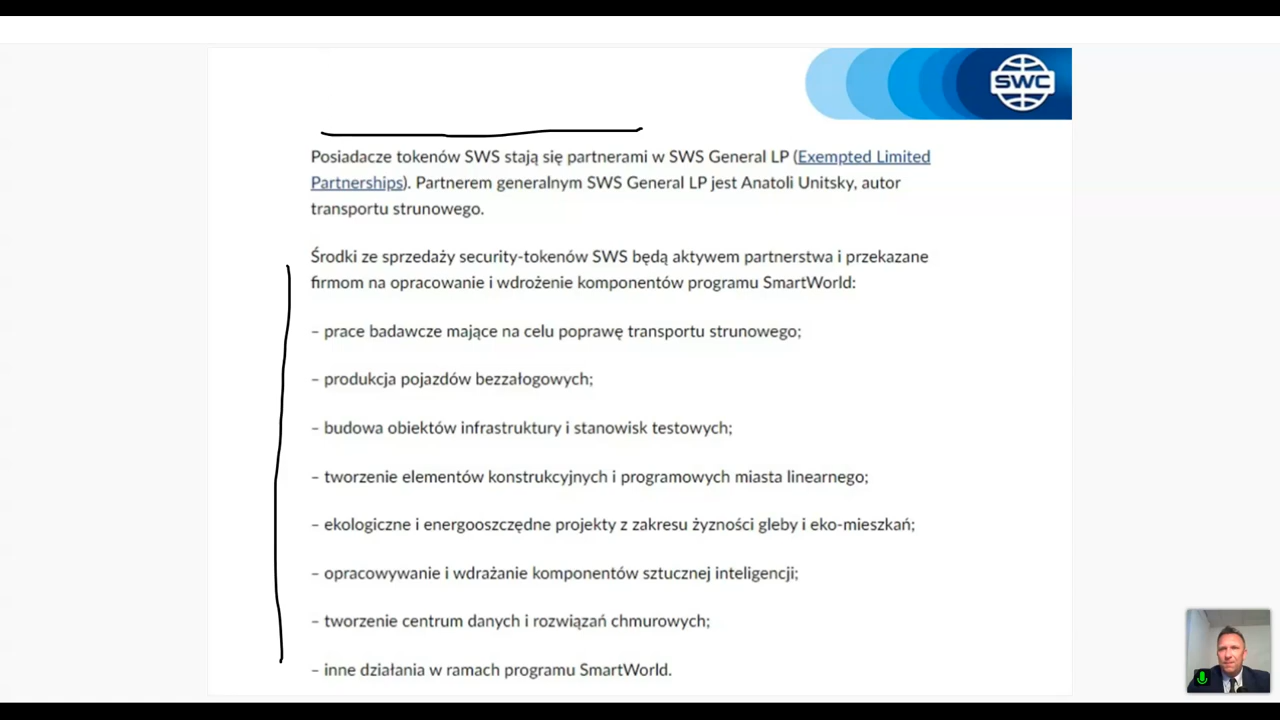 SWC
Posiadacze tokenów SWS stają się partnerami w SWS General LP (Exempted Limited
Partnerships). Partnerem generalnym SWS General LP jest Anatoli Unitsky, autor
transportu strunowego.
Środki ze sprzedaży security-tokenów SWS będą aktywem partnerstwa i przekazane
firmom na opracowanie i wdrożenie komponentów programu SmartWorld:
– prace badawcze mające na celu poprawę transportu strunowego;
– produkcja pojazdów bezzałogowych;
– budowa obiektów infrastruktury i stanowisk testowych;
– tworzenie elementów konstrukcyjnych i programowych miasta linearnego;
– ekologiczne i energooszczędne projekty z zakresu żyzności gleby i eko-mieszkań;
– opracowywanie i wdrażanie komponentów sztucznej inteligencji;
– tworzenie centrum danych i rozwiązań chmurowych;
– inne działania w ramach programu SmartWorld.